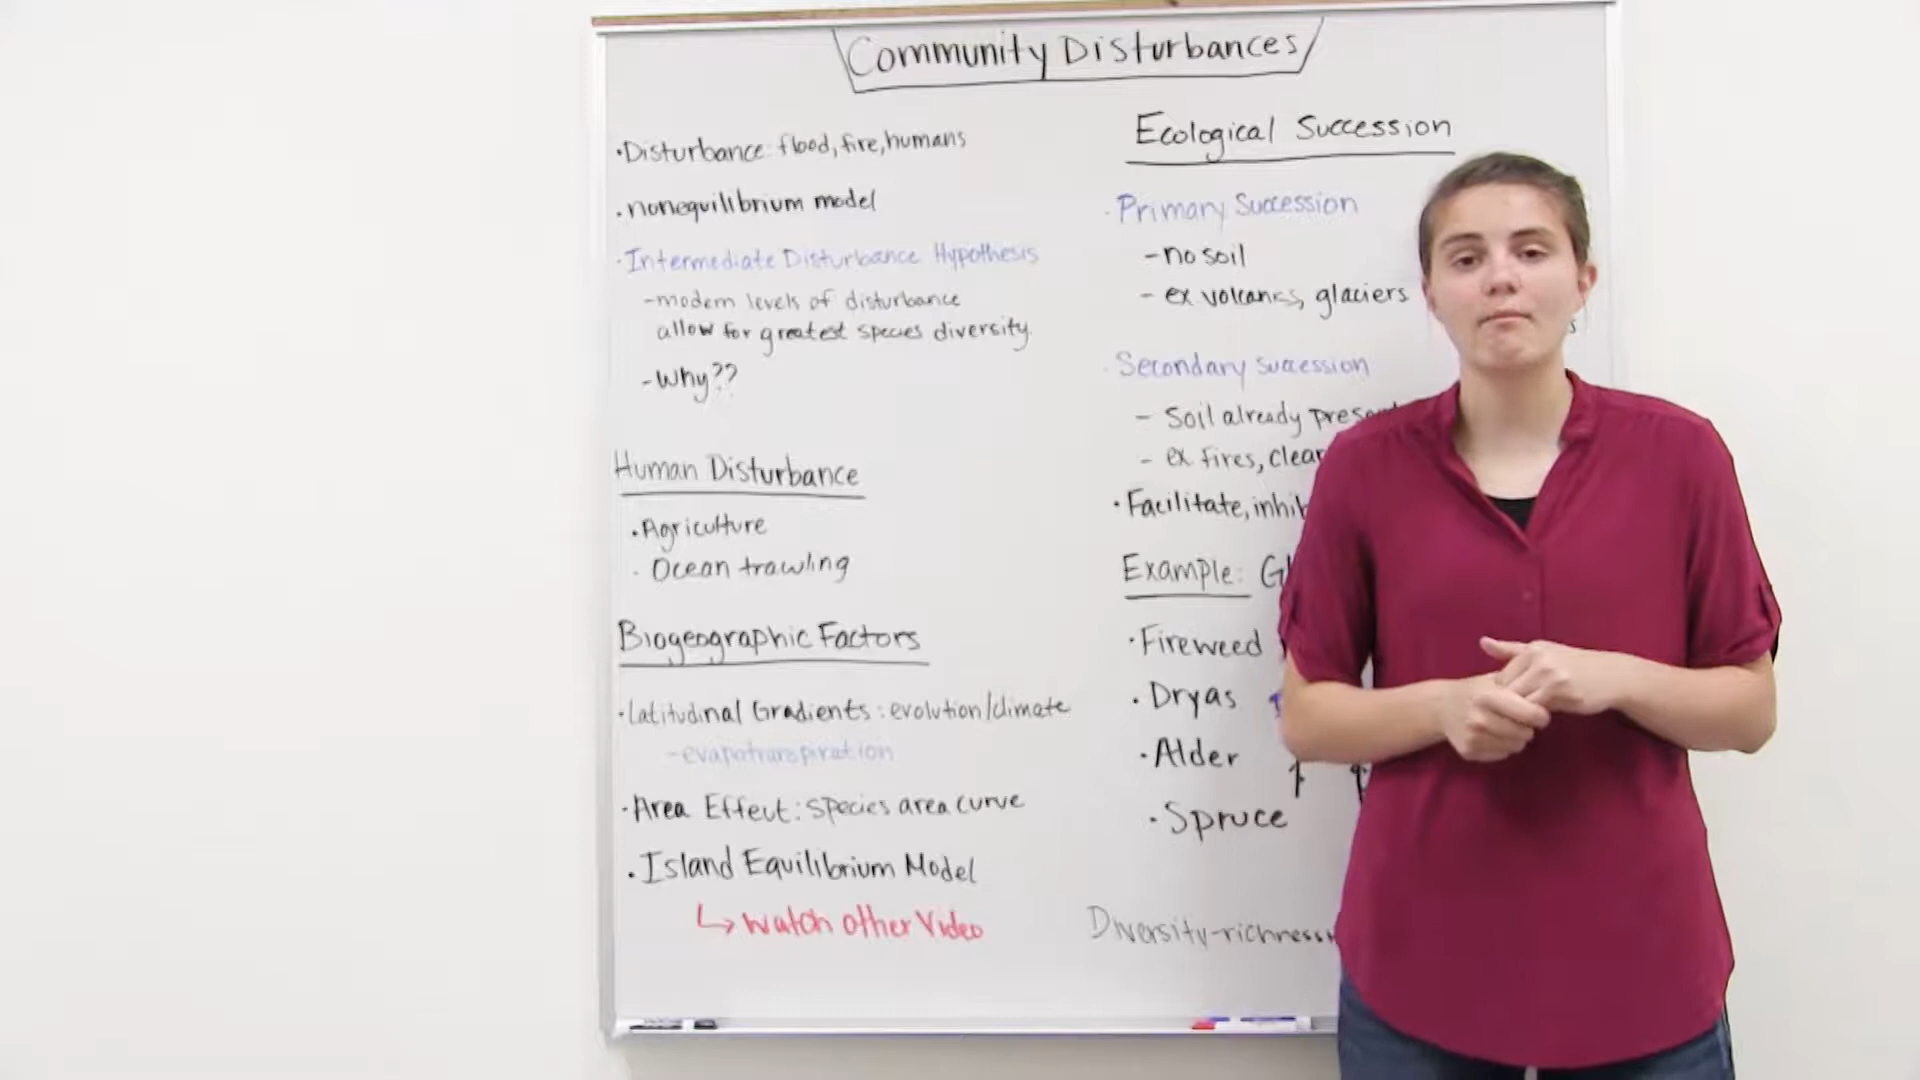 Community Disturbances
•Disturbance: flood, fire, humans
•nonequilibrium model
•Intermediate Disturbance Hypothesis
-modern levels of disturbance
allow for greatest species diversity.
-Why??
Human Disturbance
•Agriculture
•Ocean trawling
Biogeographic Factors
•Latitudinal Gradients: evolution/climate
-evapotranspiration
•Area Effect: species area curve
•Island Equilibrium Model
↳ Watch other Video
Ecological Succession
•Primary Succession
-no soil
- ex volcanos, glaciers
•Secondary succession
- Soil already
- ex fires,
•Facilitate,
Example:
•Fireweed
•Dryas
•Alder
•Spruce
Diversity-richness